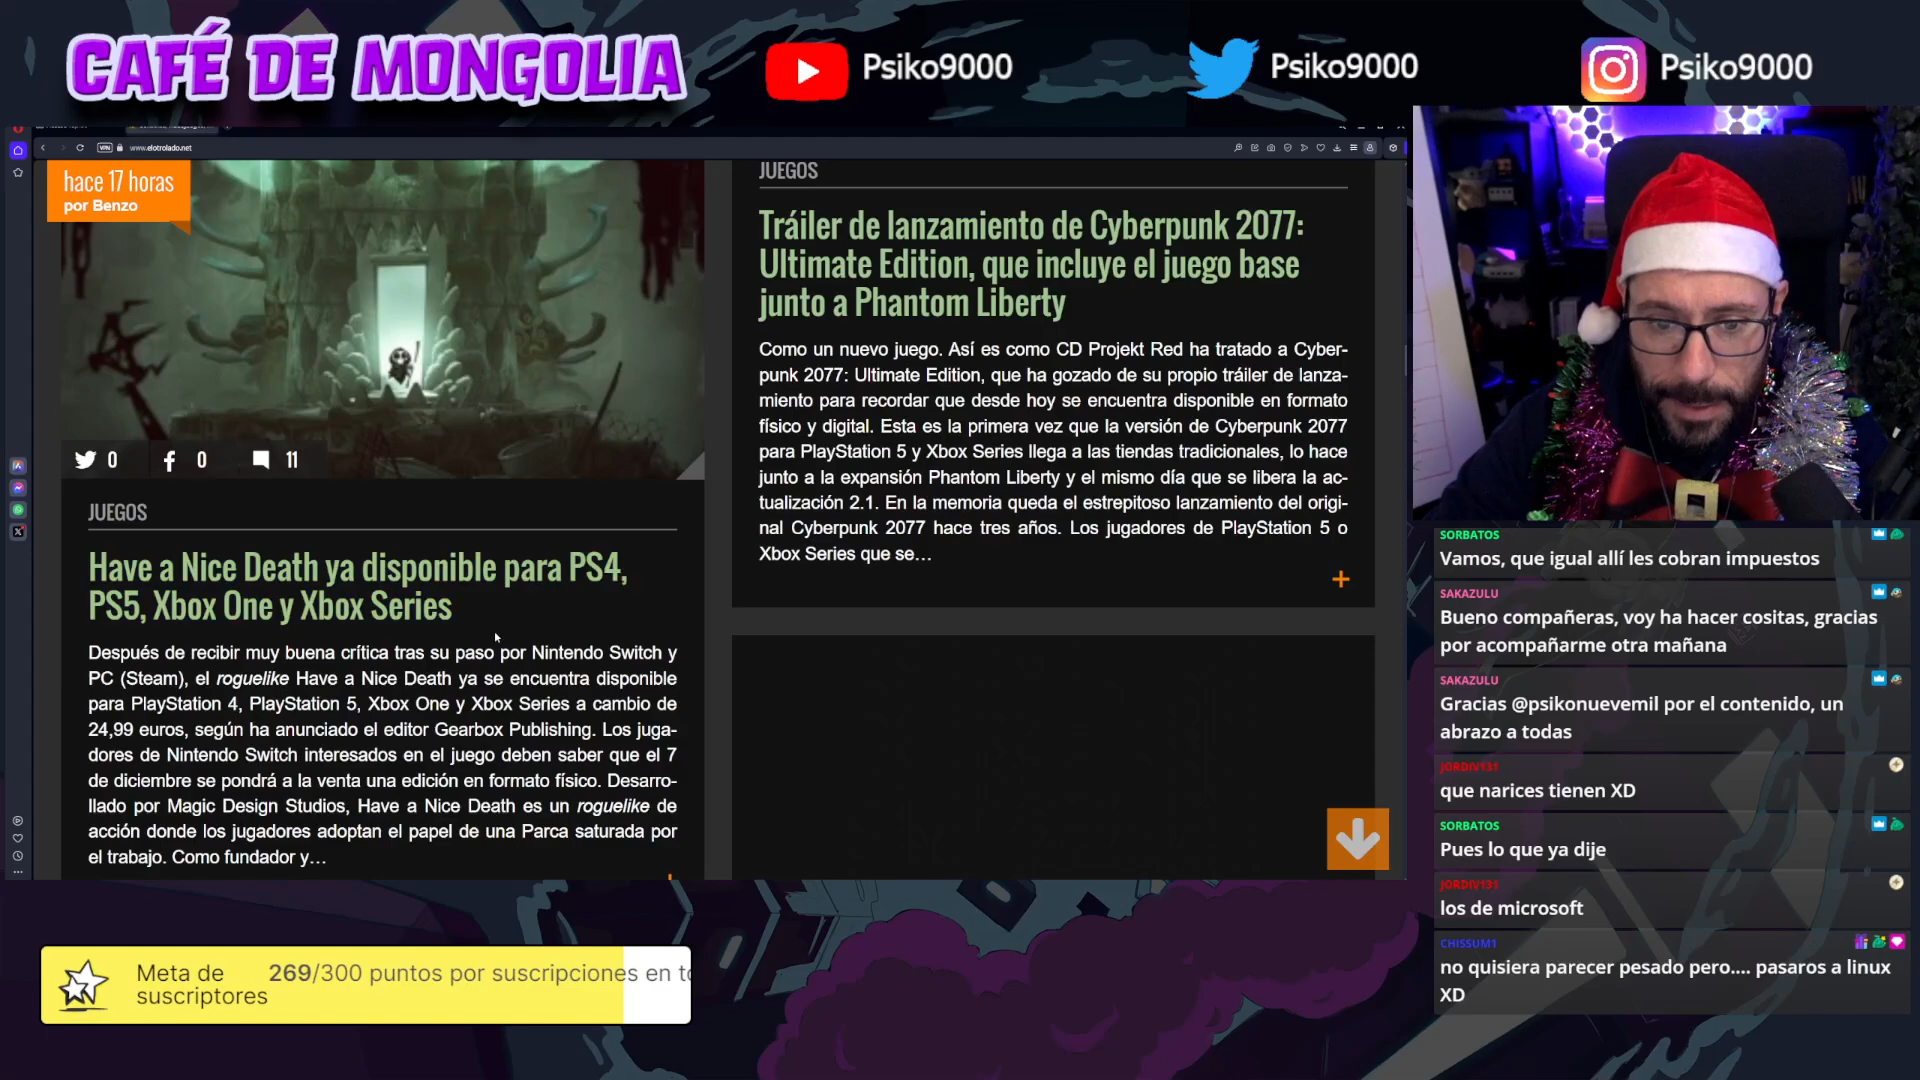 CAFÉ DE MONGOLIA
Psiko9000
Psiko9000
Psiko9000
VPN
www.elotrolado.net
hace 17 horas
por Benzo
0
0
11
JUEGOS
Have a Nice Death ya disponible para PS4,
PS5, Xbox One y Xbox Series
Después de recibir muy buena crítica tras su paso por Nintendo Switch y
PC (Steam), el roguelike Have a Nice Death ya se encuentra disponible
para PlayStation 4, PlayStation 5, Xbox One y Xbox Series a cambio de
24,99 euros, según ha anunciado el editor Gearbox Publishing. Los juga-
dores de Nintendo Switch interesados en el juego deben saber que el 7
de diciembre se pondrá a la venta una edición en formato físico. Desarro-
llado por Magic Design Studios, Have a Nice Death es un roguelike de
acción donde los jugadores adoptan el papel de una Parca saturada por
el trabajo. Como fundador y...
JUEGOS
Tráiler de lanzamiento de Cyberpunk 2077:
Ultimate Edition, que incluye el juego base
junto a Phantom Liberty
Como un nuevo juego. Así es como CD Projekt Red ha tratado a Cyber-
punk 2077: Ultimate Edition, que ha gozado de su propio tráiler de lanza-
miento para recordar que desde hoy se encuentra disponible en formato
físico y digital. Esta es la primera vez que la versión de Cyberpunk 2077
para PlayStation 5 y Xbox Series llega a las tiendas tradicionales, lo hace
junto a la expansión Phantom Liberty y el mismo día que se libera la ac-
tualización 2.1. En la memoria queda el estrepitoso lanzamiento del origi-
nal Cyberpunk 2077 hace tres años. Los jugadores de PlayStation 5 o
Xbox Series que se...
+
SORBATOS
Vamos, que igual allí les cobran impuestos
SAKAZULU
Bueno compañeras, voy ha hacer cositas, gracias
por acompañarme otra mañana
SAKAZULU
Gracias @psikonuevemil por el contenido, un
abrazo a todas
JORDIV131
que narices tienen XD
SORBATOS
Pues lo que ya dije
JORDIV131
los de microsoft
CHISSUM1
no quisiera parecer pesado pero.... pasaros a linux
XD
Meta de
suscriptores
269/300 puntos por suscripciones en to